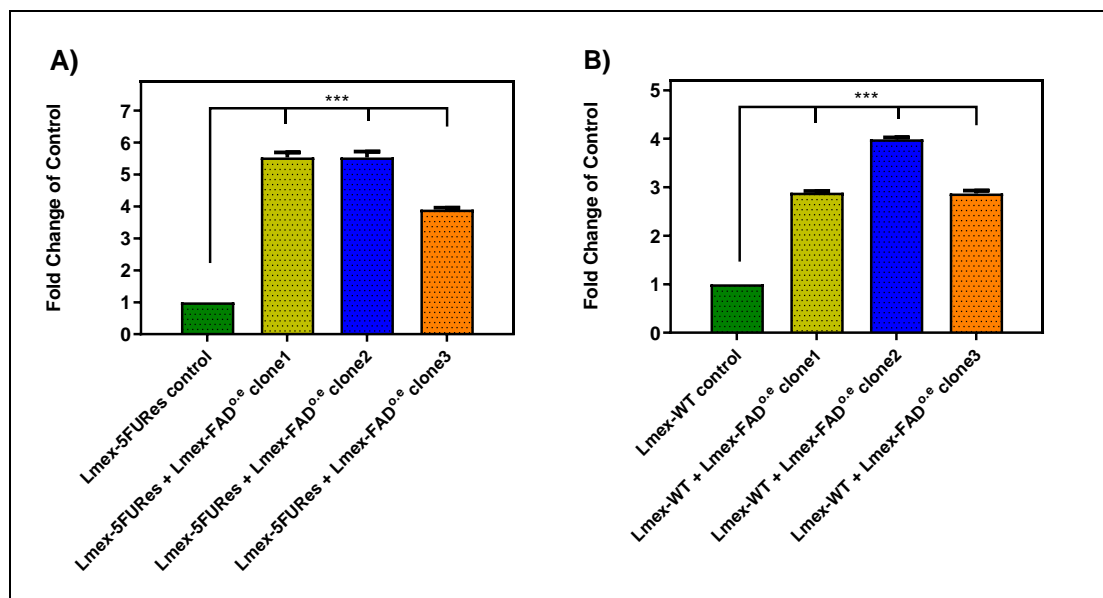 A)
Fold Change of Control
7
6
5
4
3
2
1
0
***
Lmex-5FURes control
Lmex-5FURes + Lmex-FADᵒ·ᵉ clone1
Lmex-5FURes + Lmex-FADᵒ·ᵉ clone2
Lmex-5FURes + Lmex-FADᵒ·ᵉ clone3
B)
Fold Change of Control
5
4
3
2
1
0
***
Lmex-WT control
Lmex-WT + Lmex-FADᵒ·ᵉ clone1
Lmex-WT + Lmex-FADᵒ·ᵉ clone2
Lmex-WT + Lmex-FADᵒ·ᵉ clone3